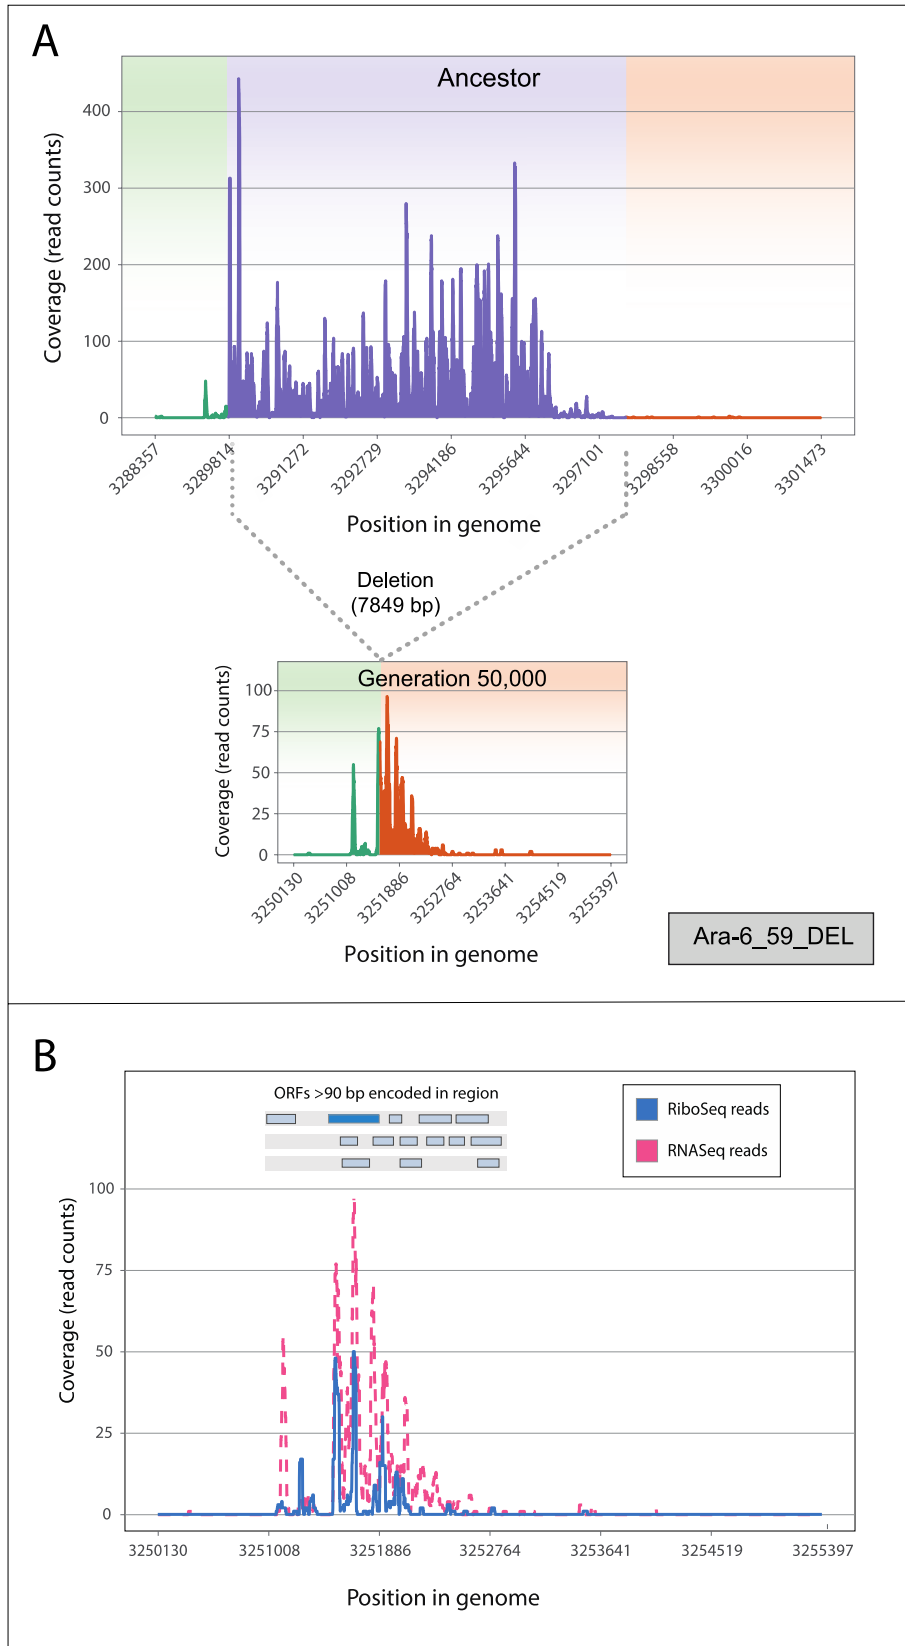 A
Ancestor
Coverage (read counts)
400
300
200
100
0
3288357
3289814
3291272
3292729
3294186
3295644
3297101
3298558
3300016
3301473
Position in genome
Deletion
(7849 bp)
Generation 50,000
Coverage (read counts)
100
75
50
25
0
3250130
3251008
3251886
3252764
3253641
3254519
3255397
Position in genome
Ara-6_59_DEL
B
ORFs >90 bp encoded in region
RiboSeq reads
RNASeq reads
Coverage (read counts)
100
75
50
25
0
3250130
3251008
3251886
3252764
3253641
3254519
3255397
Position in genome